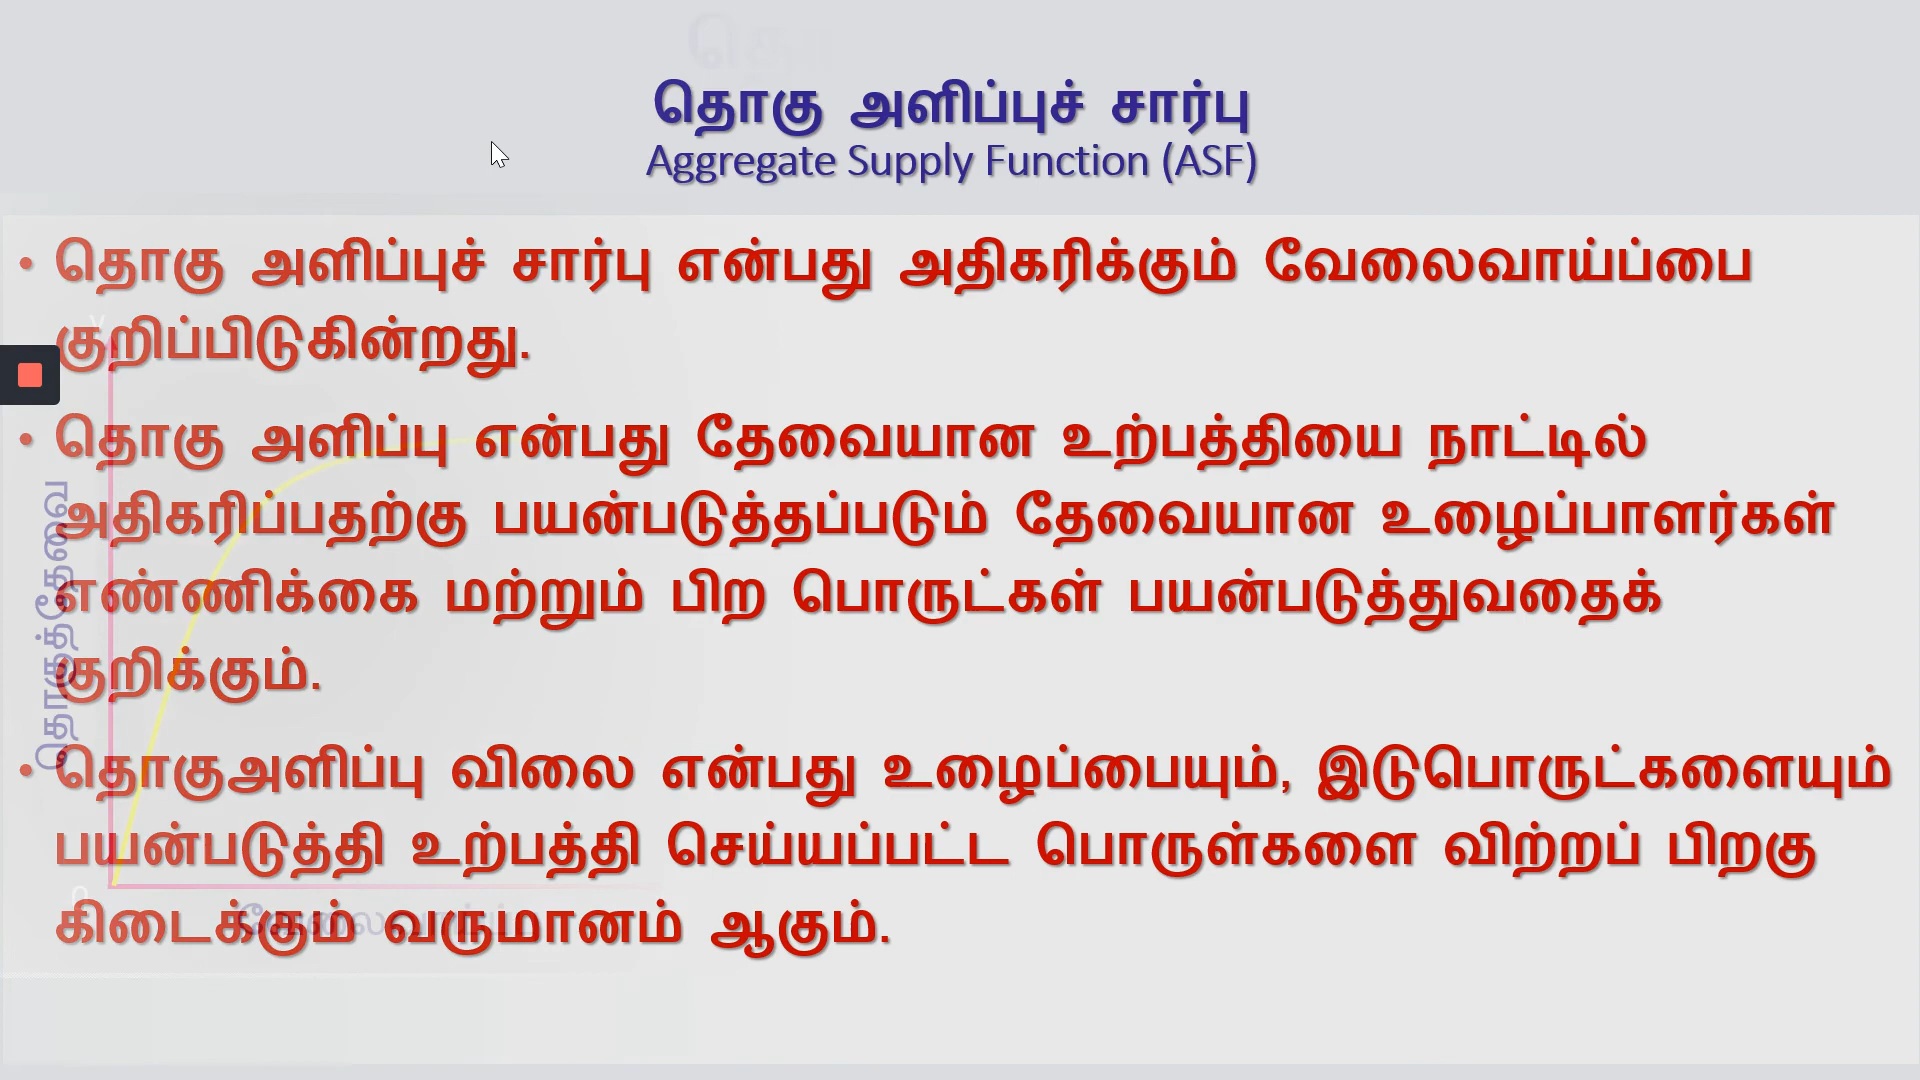 தொகு அளிப்புச் சார்பு
Aggregate Supply Function (ASF)
• தொகு அளிப்புச் சார்பு என்பது அதிகரிக்கும் வேலைவாய்ப்பை
குறிப்பிடுகின்றது.
• தொகு அளிப்பு என்பது தேவையான உற்பத்தியை நாட்டில்
அதிகரிப்பதற்கு பயன்படுத்தப்படும் தேவையான உழைப்பாளர்கள்
எண்ணிக்கை மற்றும் பிற பொருட்கள் பயன்படுத்துவதைக்
குறிக்கும்.
• தொகுஅளிப்பு விலை என்பது உழைப்பையும், இடுபொருட்களையும்
பயன்படுத்தி உற்பத்தி செய்யப்பட்ட பொருள்களை விற்றப் பிறகு
கிடைக்கும் வருமானம் ஆகும்.
Y
தொகுத்தேவை
0